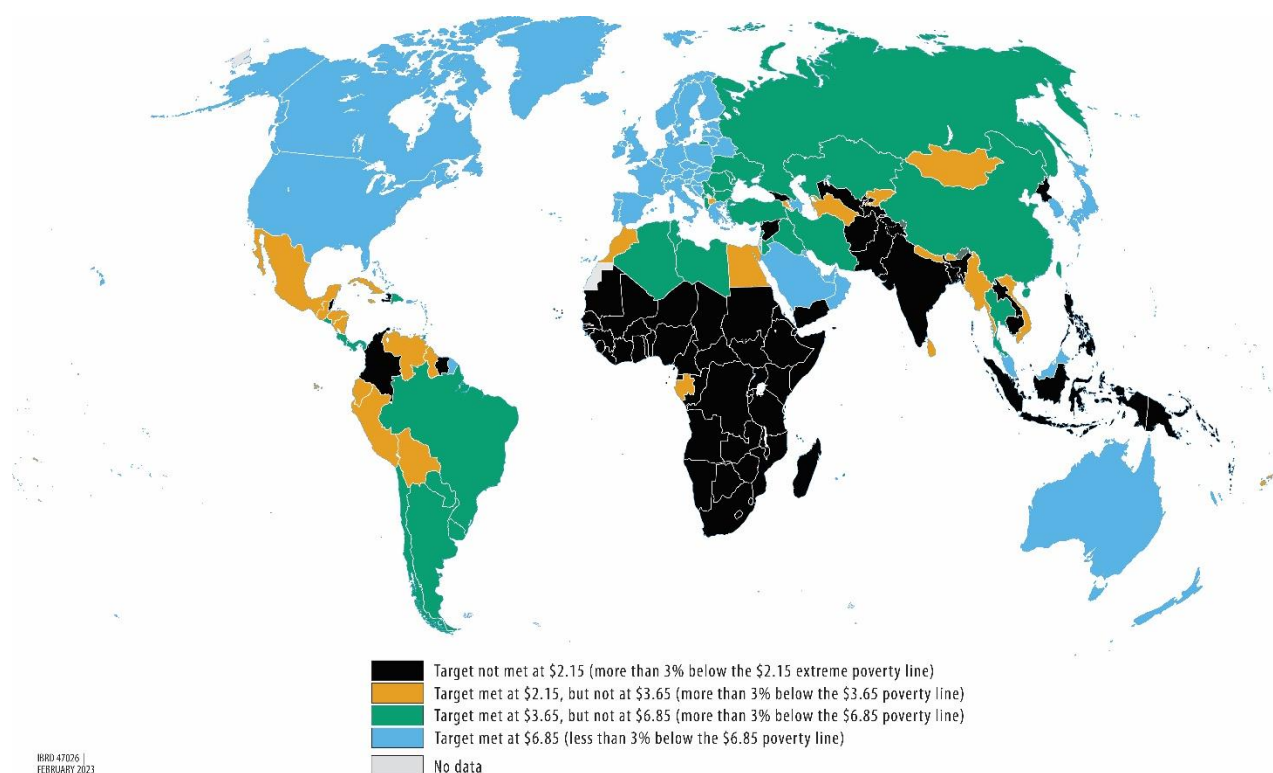 Target not met at $2.15 (more than 3% below the $2.15 extreme poverty line)
Target met at $2.15, but not at $3.65 (more than 3% below the $3.65 poverty line)
Target met at $3.65, but not at $6.85 (more than 3% below the $6.85 poverty line)
Target met at $6.85 (less than 3% below the $6.85 poverty line)
No data
IBRD 47026 |
FEBRUARY 2023